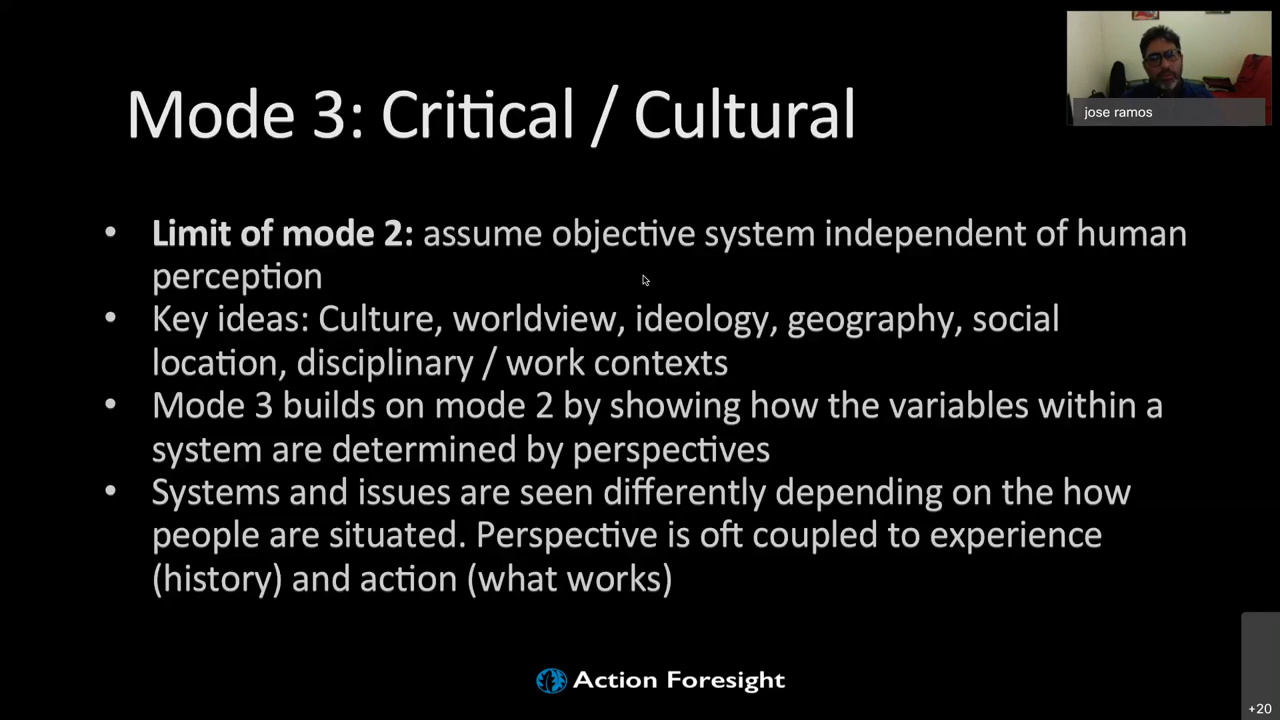 Mode 3: Critical / Cultural
jose ramos
• Limit of mode 2: assume objective system independent of human
perception
• Key ideas: Culture, worldview, ideology, geography, social
location, disciplinary / work contexts
• Mode 3 builds on mode 2 by showing how the variables within a
system are determined by perspectives
• Systems and issues are seen differently depending on the how
people are situated. Perspective is oft coupled to experience
(history) and action (what works)
Action Foresight
+20